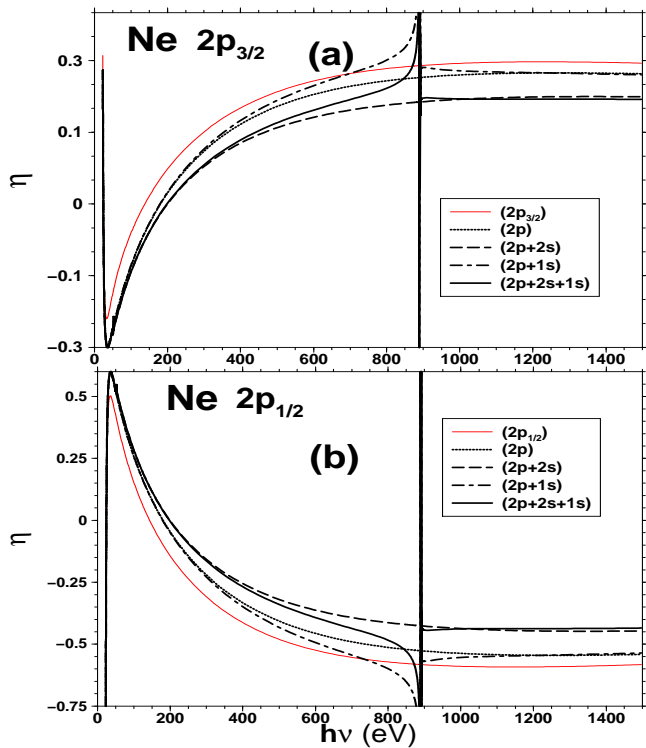 Ne 2p3/2
(a)
0.3
0.1
0
−0.1
−0.3
η
(2p3/2)
(2p)
(2p+2s)
(2p+1s)
(2p+2s+1s)
0 200 400 600 800 1000 1200 1400
Ne 2p1/2
(b)
0.5
0.25
0
−0.25
−0.5
−0.75
η
(2p1/2)
(2p)
(2p+2s)
(2p+1s)
(2p+2s+1s)
0 200 400 600 800 1000 1200 1400
hν (eV)